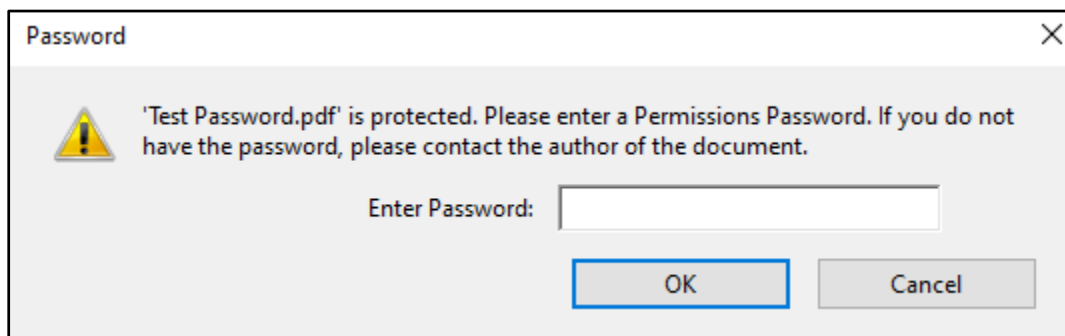 Password
'Test Password.pdf' is protected. Please enter a Permissions Password. If you do not
have the password, please contact the author of the document.
Enter Password:
OK Cancel